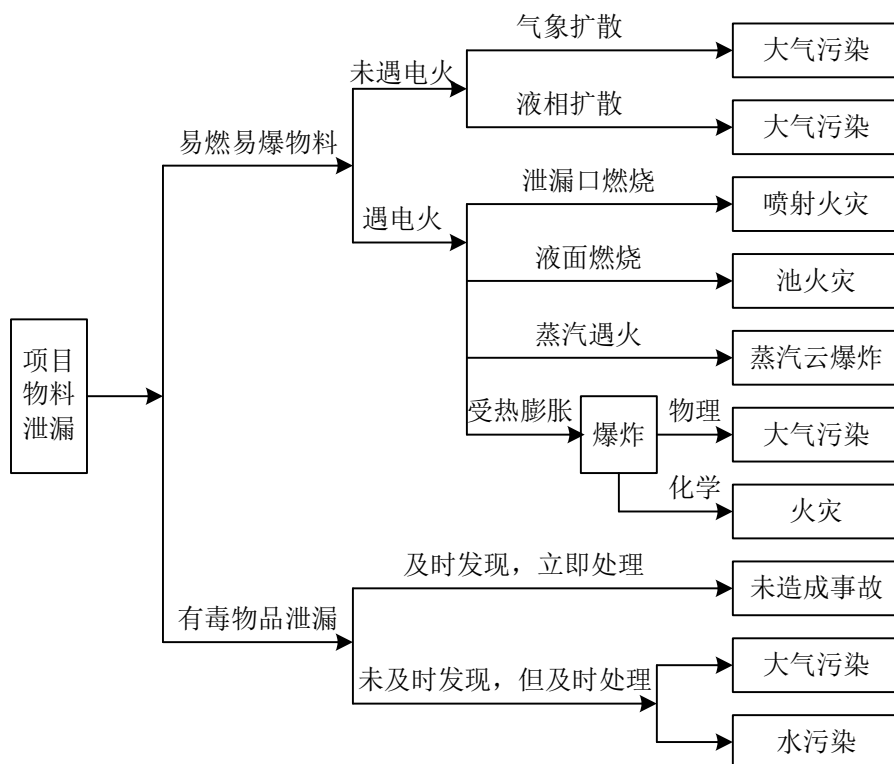 气象扩散
大气污染
未遇电火
液相扩散
大气污染
易燃易爆物料
泄漏口燃烧
喷射火灾
遇电火
液面燃烧
池火灾
蒸汽遇火
蒸汽云爆炸
项目
物料
泄漏
受热膨胀
爆炸
物理
大气污染
化学
火灾
及时发现，立即处理
未造成事故
有毒物品泄漏
未及时发现，但及时处理
大气污染
水污染